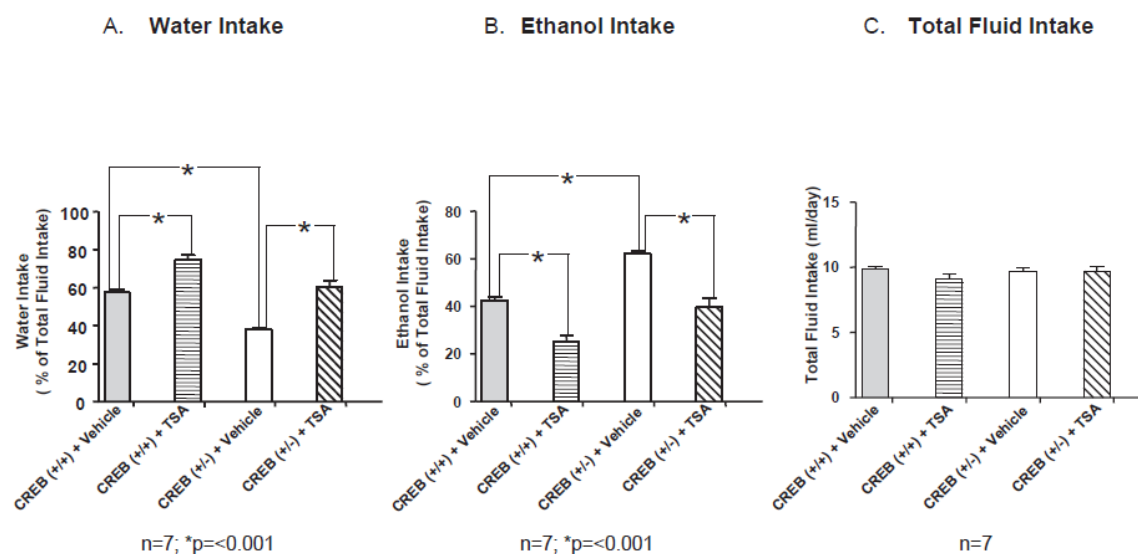 A. Water Intake
*
*
*
Water Intake
( % of Total Fluid Intake)
100
80
60
40
20
0
CREB (+/+) + Vehicle
CREB (+/+) + TSA
CREB (+/-) + Vehicle
CREB (+/-) + TSA
n=7; *p=<0.001
B. Ethanol Intake
*
*
*
Ethanol Intake
( % of Total Fluid Intake)
80
60
40
20
0
CREB (+/+) + Vehicle
CREB (+/+) + TSA
CREB (+/-) + Vehicle
CREB (+/-) + TSA
n=7; *p=<0.001
C. Total Fluid Intake
Total Fluid Intake (ml/day)
15
10
5
0
CREB (+/+) + Vehicle
CREB (+/+) + TSA
CREB (+/-) + Vehicle
CREB (+/-) + TSA
n=7